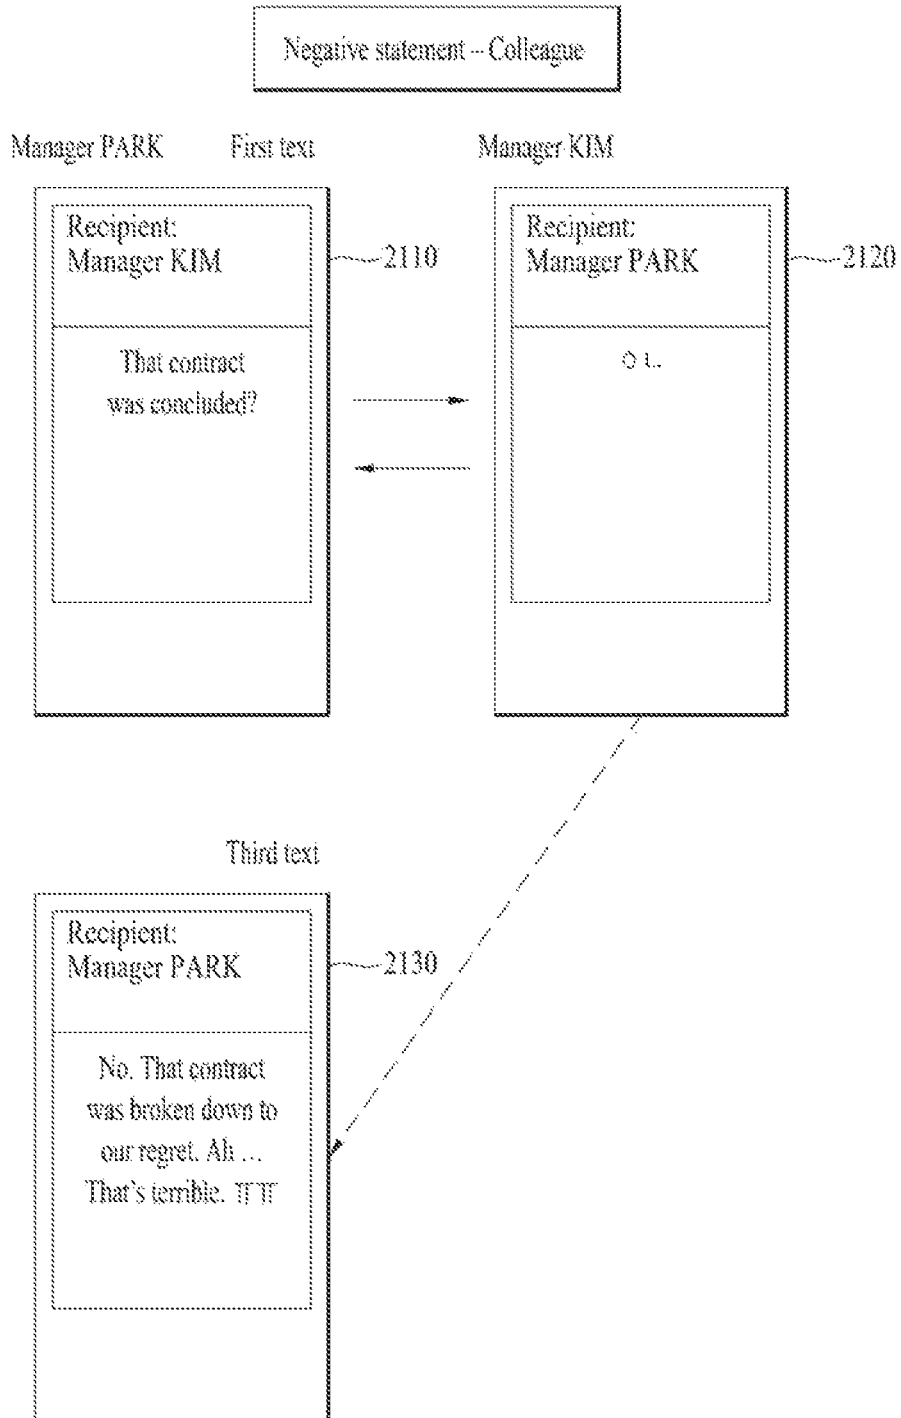 Negative statement – Colleague
Manager PARK
First text
Manager KIM
Recipient:
Manager KIM
2110
That contract
was concluded?
Recipient:
Manager PARK
2120
Third text
Recipient:
Manager PARK
2130
No. That contract
was broken down to
our regret. Ah ...
That's terrible. ㅠㅠ